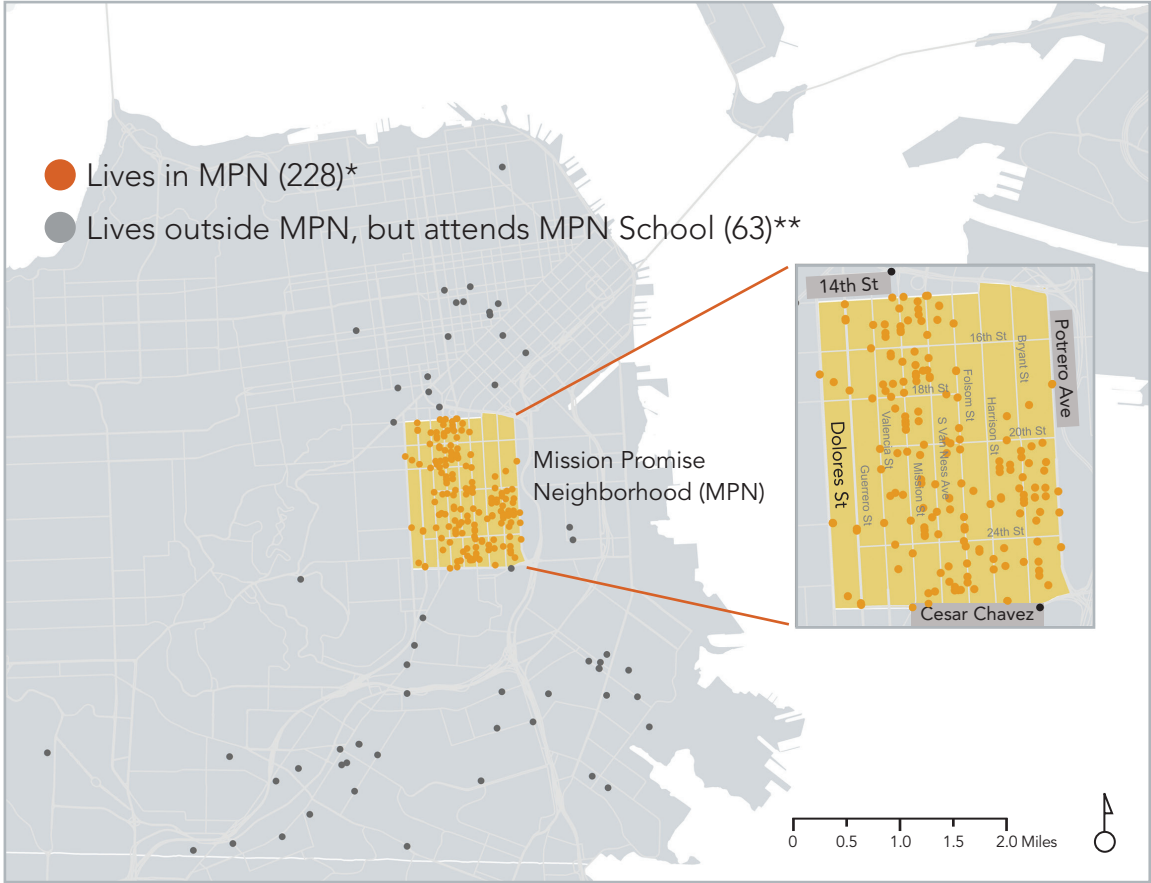 Lives in MPN (228)*
Lives outside MPN, but attends MPN School (63)**
Mission Promise
Neighborhood (MPN)
14th St
16th St
Bryant St
Potrero Ave
18th St
Folsom St
Harrison St
20th St
Dolores St
Valencia St
S Van Ness Ave
Guerrero St
Mission St
24th St
Cesar Chavez
0 0.5 1.0 1.5 2.0 Miles